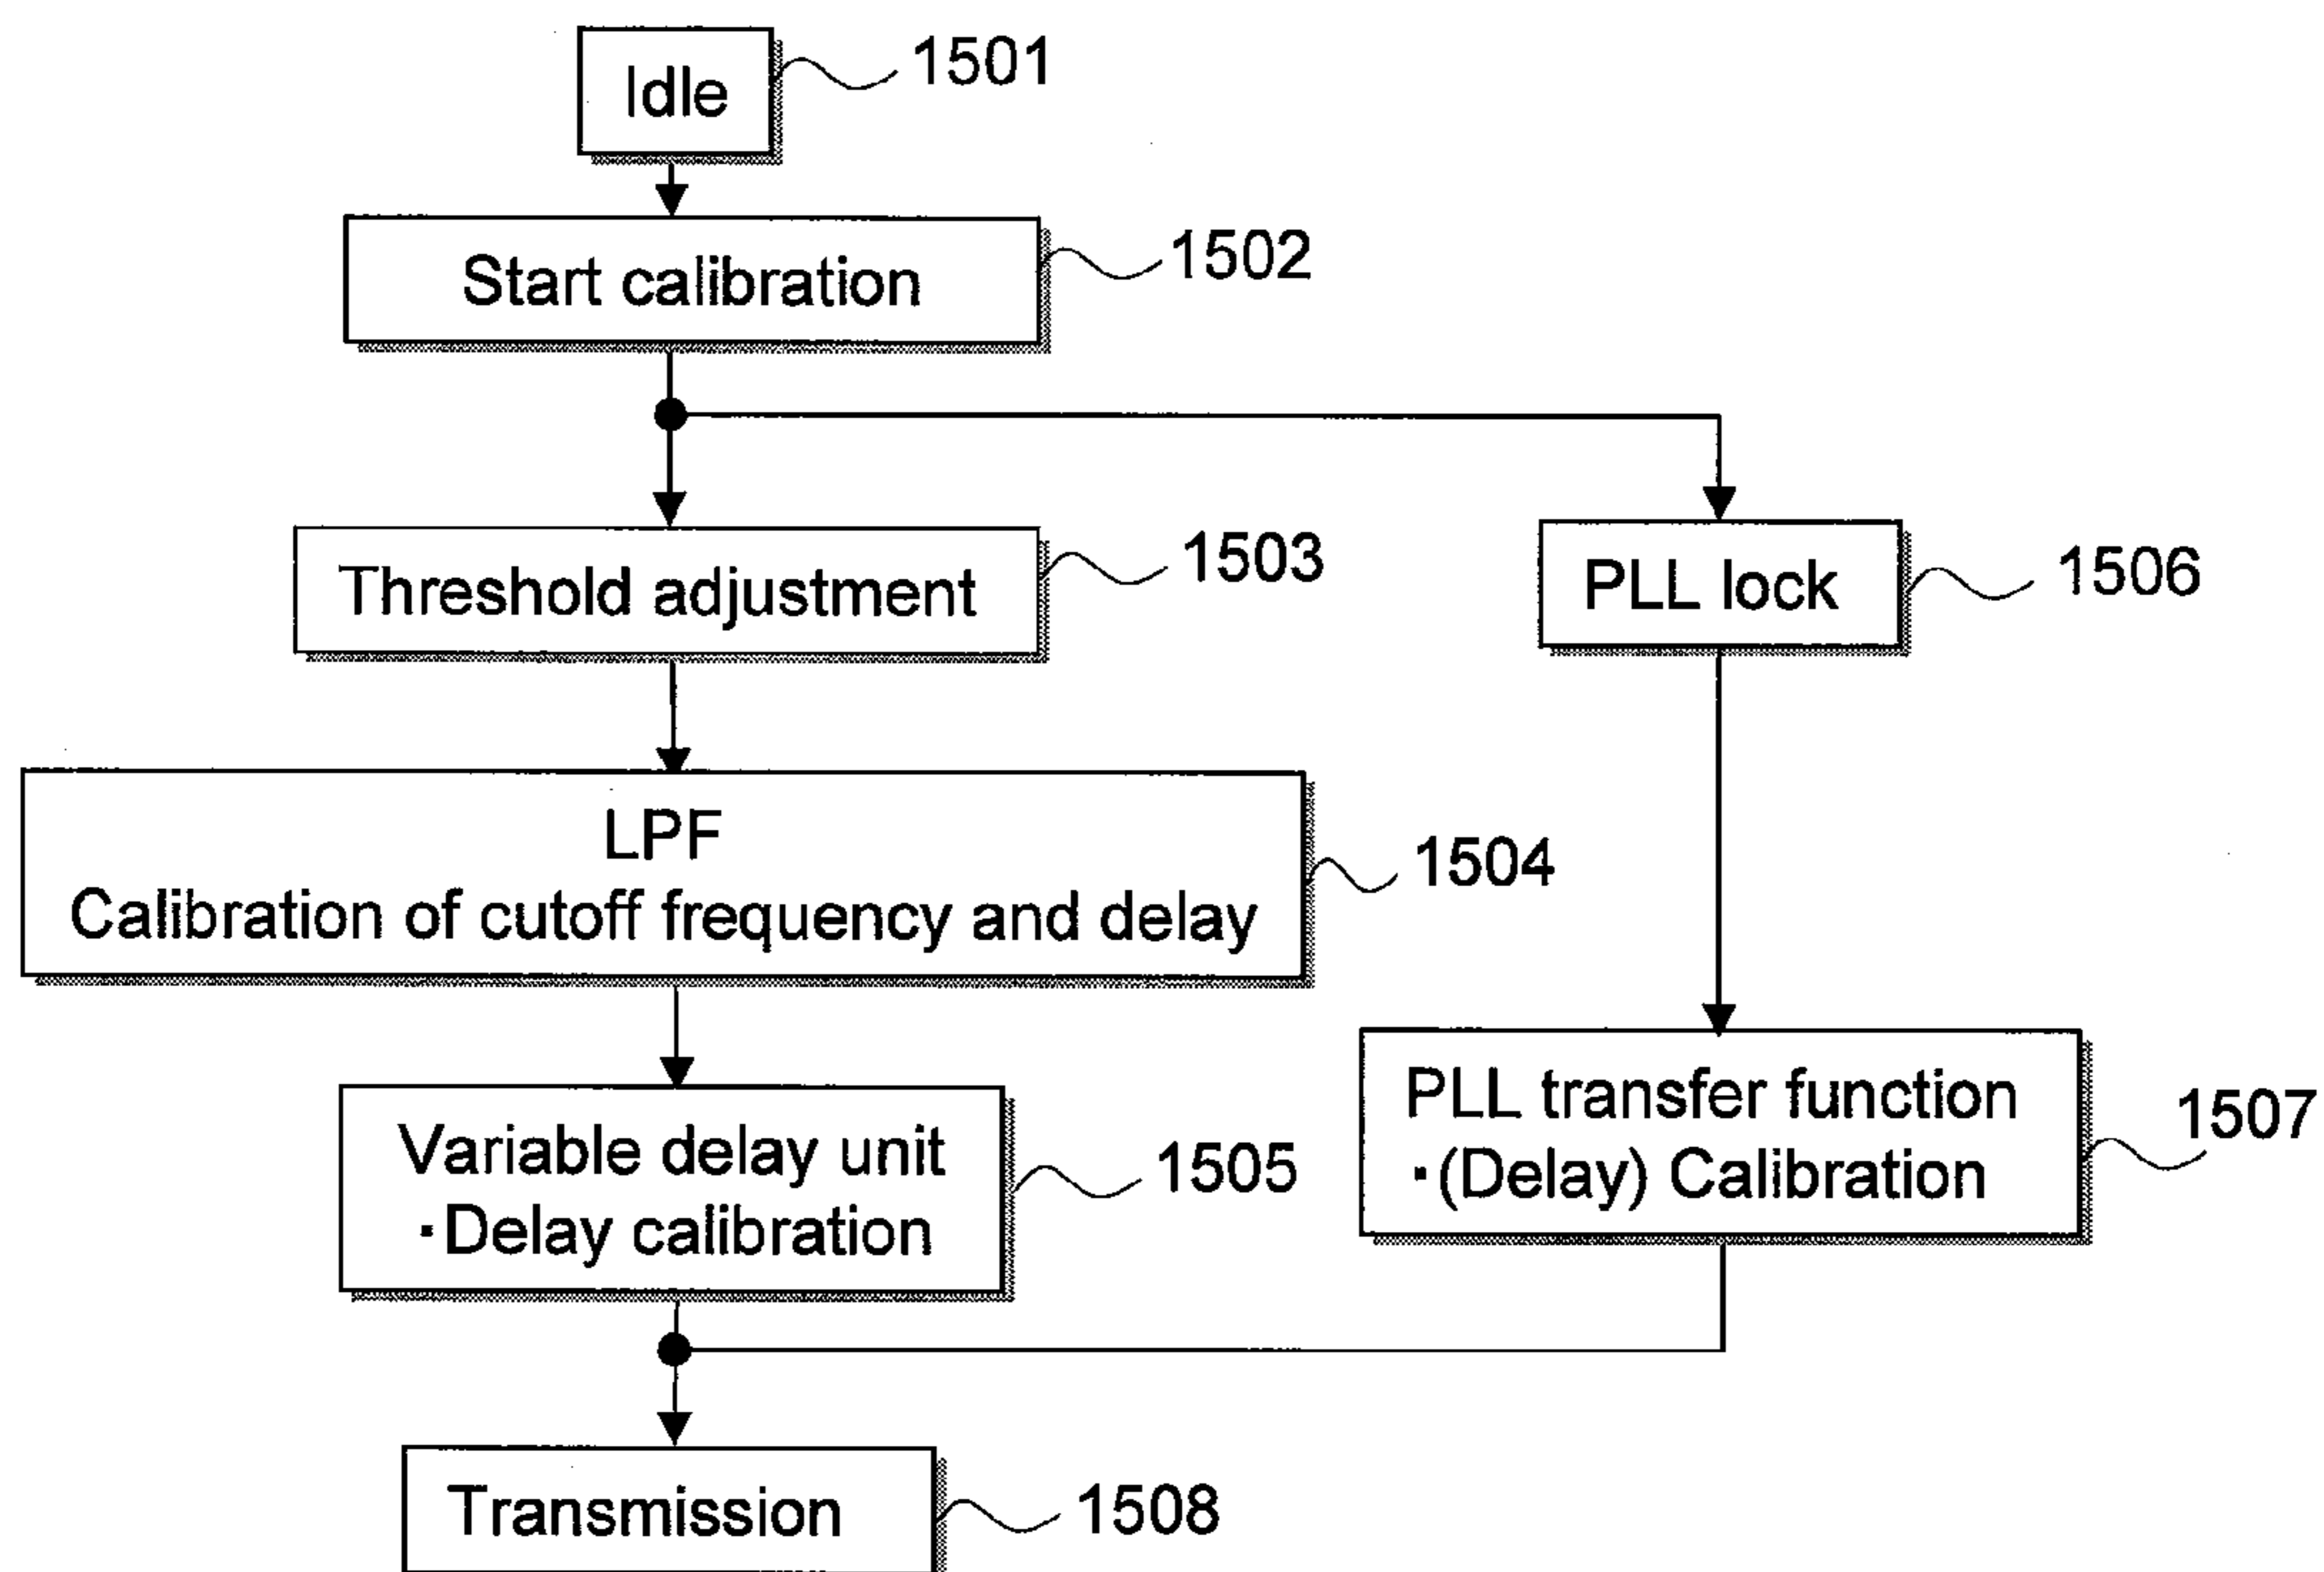 Idle
1501
Start calibration
1502
Threshold adjustment
1503
PLL lock
1506
LPF
Calibration of cutoff frequency and delay
1504
Variable delay unit
・Delay calibration
1505
PLL transfer function
・(Delay) Calibration
1507
Transmission
1508